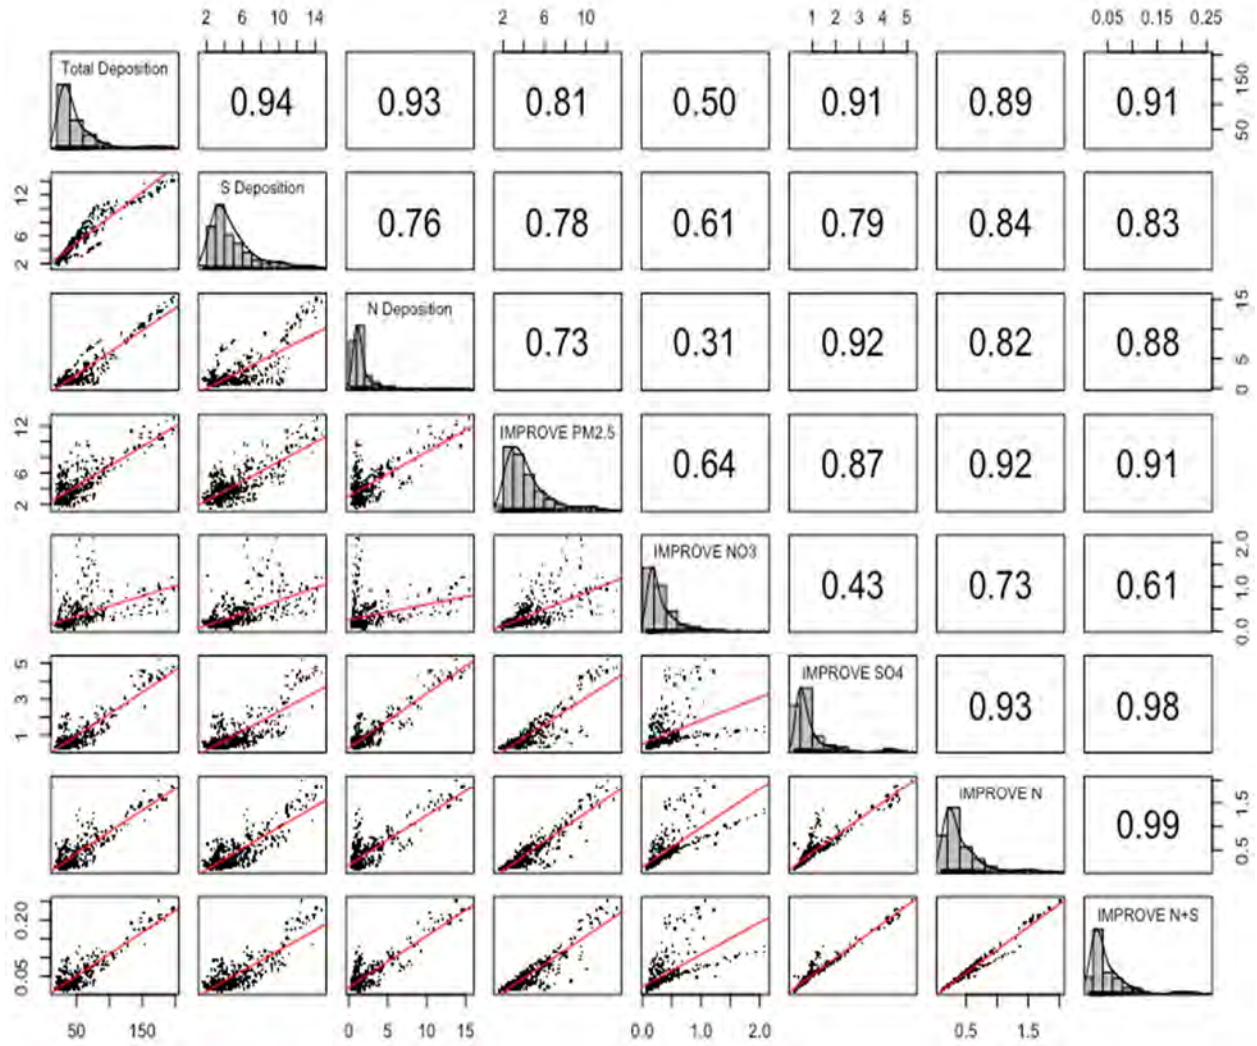 2 6 10 14 2 6 10 1 2 3 4 5 0.05 0.15 0.25
Total Deposition 0.94 0.93 0.81 0.50 0.91 0.89 0.91 50 150
2 6 12 S Deposition 0.76 0.78 0.61 0.79 0.84 0.83
N Deposition 0.73 0.31 0.92 0.82 0.88 0 5 15
2 6 12 IMPROVE PM2.5 0.64 0.87 0.92 0.91
IMPROVE NO3 0.43 0.73 0.61 0.0 1.0 2.0
1 3 5 IMPROVE SO4 0.93 0.98
IMPROVE N 0.99 0.5 1.5
0.05 0.20 IMPROVE N+S
50 150 0 5 10 15 0.0 1.0 2.0 0.5 1.5